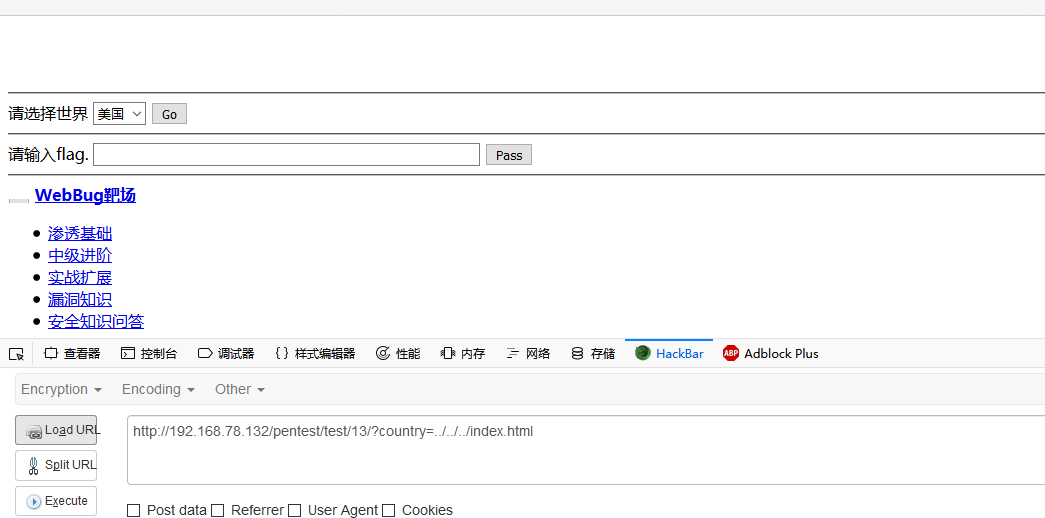 请选择世界 美国 Go
请输入flag. Pass
WebBug靶场
渗透基础
中级进阶
实战扩展
漏洞知识
安全知识问答
查看器 控制台 调试器 {} 样式编辑器 性能 内存 网络 存储 HackBar ABP Adblock Plus
Encryption Encoding Other
Load URL http://192.168.78.132/pentest/test/13/?country=../../../index.html
Split URL
Execute
Post data Referrer User Agent Cookies